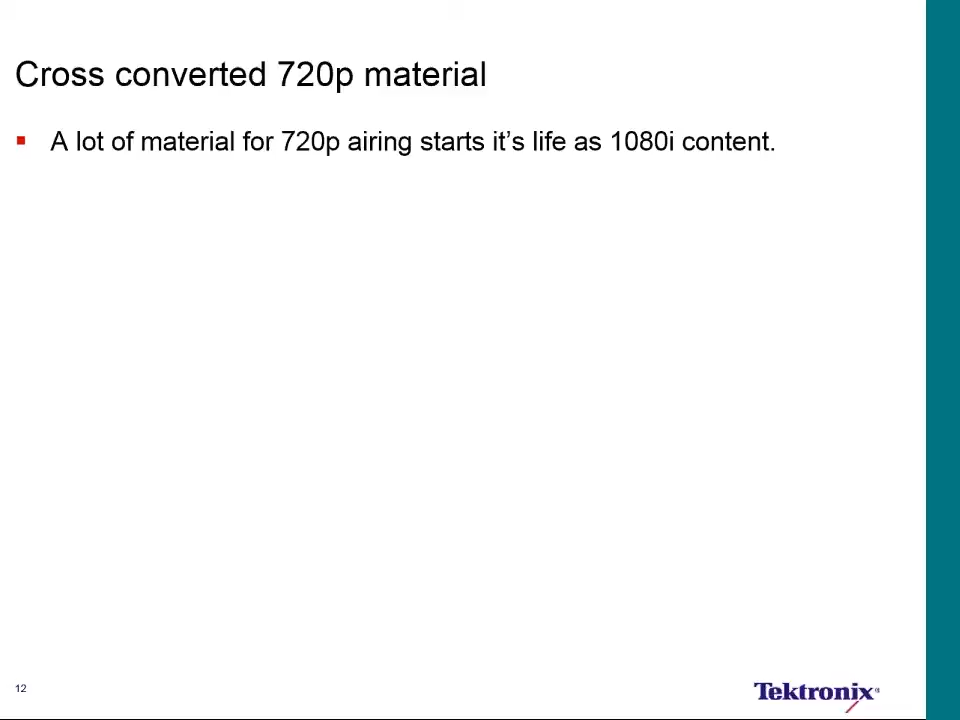 Cross converted 720p material
▪ A lot of material for 720p airing starts it’s life as 1080i content.
12
Tektronix®